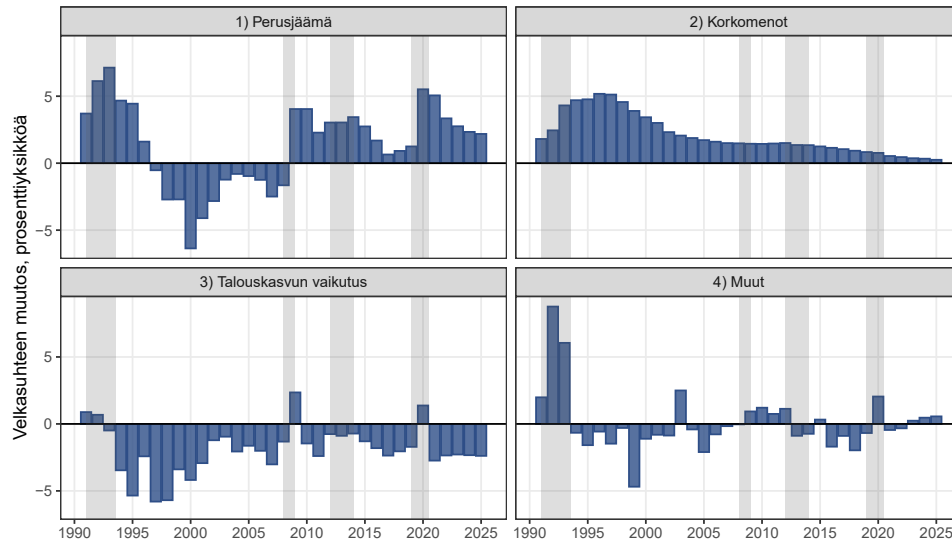 1) Perusjäämä
2) Korkomenot
5
0
−5
3) Talouskasvun vaikutus
4) Muut
5
0
−5
1990 1995 2000 2005 2010 2015 2020 2025
1990 1995 2000 2005 2010 2015 2020 2025
Velkasuhteen muutos, prosenttiyksikköä